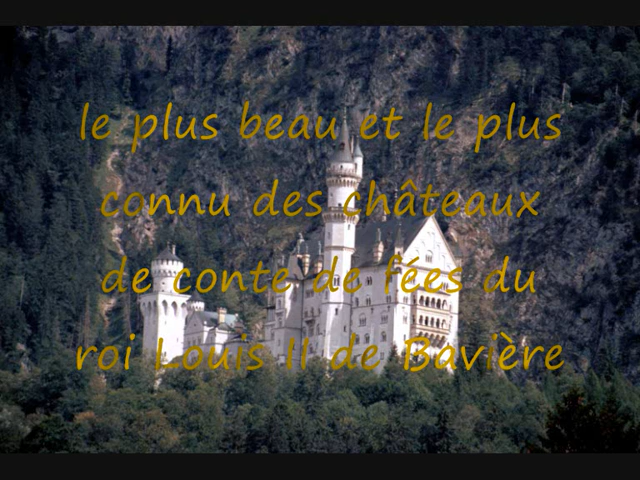 le plus beau et le plus
connu des châteaux
de conte de fées du
roi Louis II de Bavière